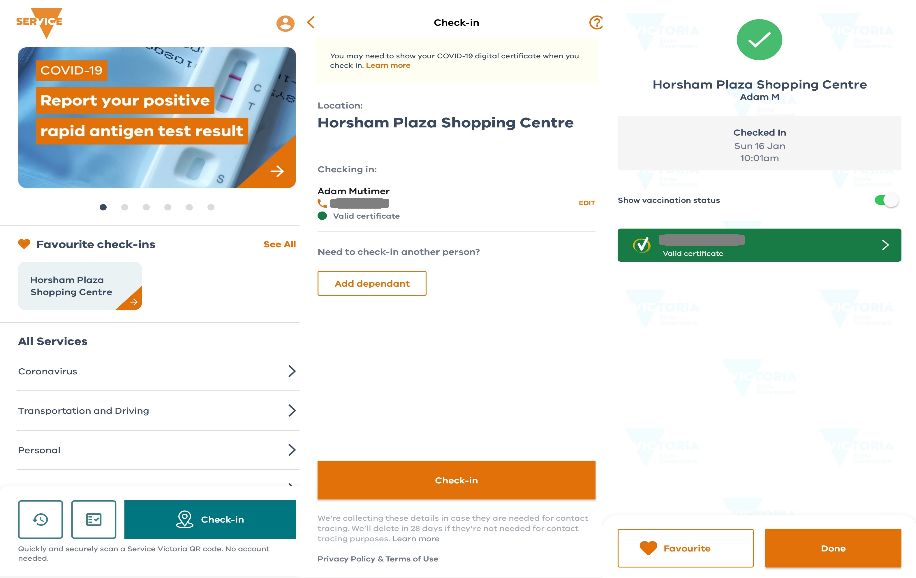 SERVICE
COVID-19
Report your positive
rapid antigen test result
Favourite check-ins
See All
Horsham Plaza
Shopping Centre
All Services
Coronavirus
Transportation and Driving
Personal
Check-in
Quickly and securely scan a Service Victoria QR code. No account
needed.
Check-in
You may need to show your COVID-19 digital certificate when you
check in. Learn more
Location:
Horsham Plaza Shopping Centre
Checking in:
Adam Mutimer
EDIT
Valid certificate
Need to check-in another person?
Add dependant
Check-in
We're collecting these details in case they are needed for contact
tracing. We'll delete in 28 days if they're not needed for contact
tracing purposes. Learn more
Privacy Policy & Terms of Use
Horsham Plaza Shopping Centre
Adam M
Checked In
Sun 16 Jan
10:01am
Show vaccination status
Valid certificate
VICTORIA
Favourite
Done